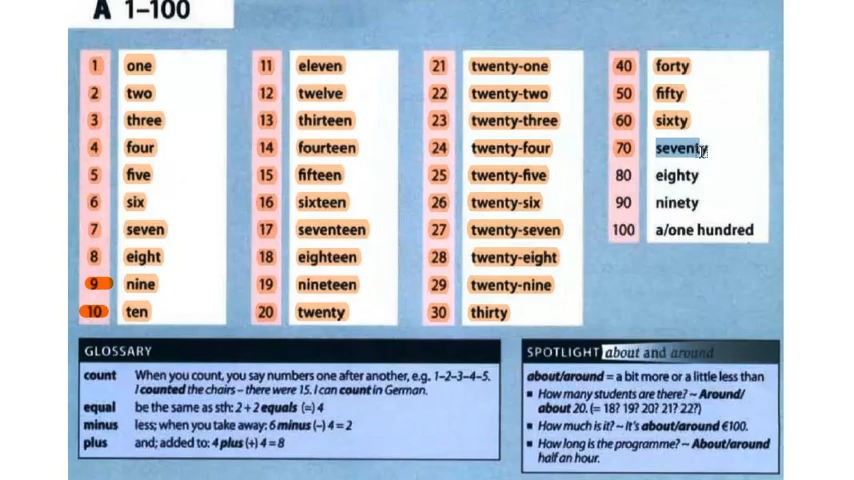 A 1–100
1 one
2 two
3 three
4 four
5 five
6 six
7 seven
8 eight
9 nine
10 ten
11 eleven
12 twelve
13 thirteen
14 fourteen
15 fifteen
16 sixteen
17 seventeen
18 eighteen
19 nineteen
20 twenty
21 twenty-one
22 twenty-two
23 twenty-three
24 twenty-four
25 twenty-five
26 twenty-six
27 twenty-seven
28 twenty-eight
29 twenty-nine
30 thirty
40 forty
50 fifty
60 sixty
70 seventy
80 eighty
90 ninety
100 a/one hundred
GLOSSARY
count When you count, you say numbers one after another, e.g. 1–2–3–4–5.
I counted the chairs – there were 15. I can count in German.
equal be the same as sth: 2 + 2 equals (=) 4
minus less; when you take away: 6 minus (–) 4 = 2
plus and; added to: 4 plus (+) 4 = 8
SPOTLIGHT about and around
about/around = a bit more or a little less than
■ How many students are there? ~ Around/
about 20. (= 18? 19? 20? 21? 22?)
■ How much is it? ~ It's about/around €100.
■ How long is the programme? ~ About/around
half an hour.